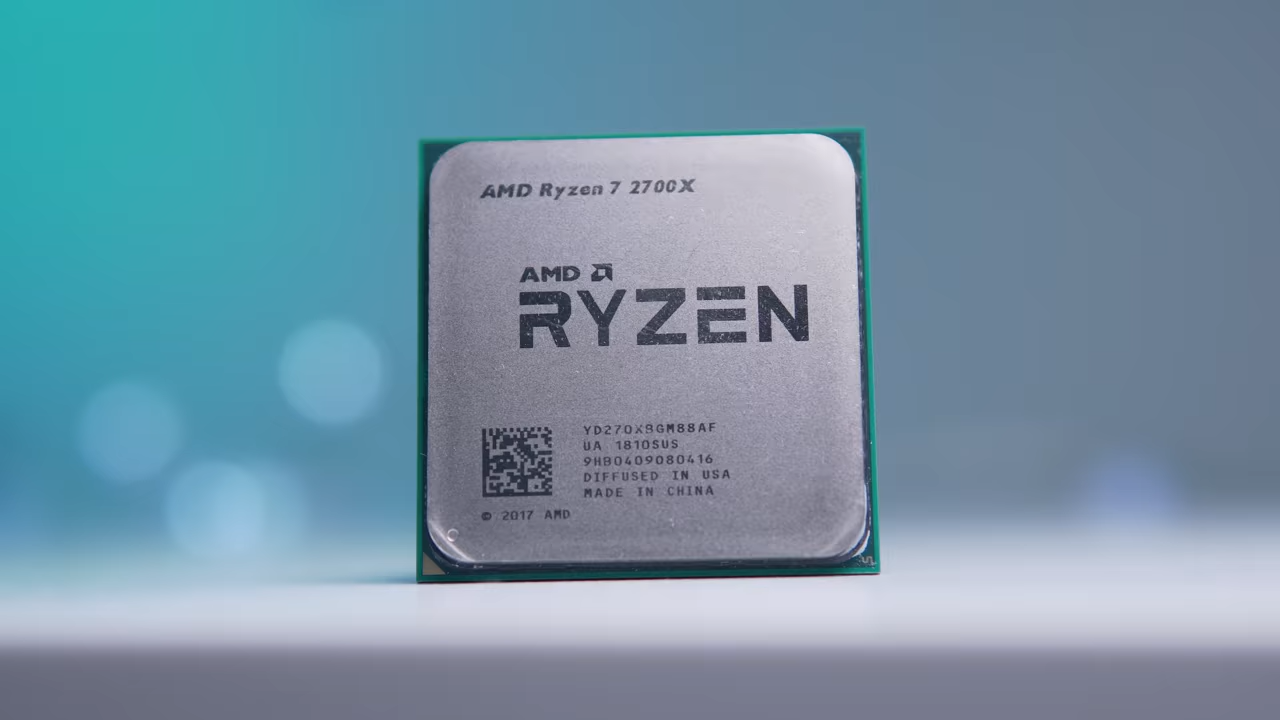 AMD Ryzen 7 2700X
AMD
RYZEN
YD270XBGM88AF
UA 1810SUS
9HB0409080416
DIFFUSED IN USA
MADE IN CHINA
© 2017 AMD